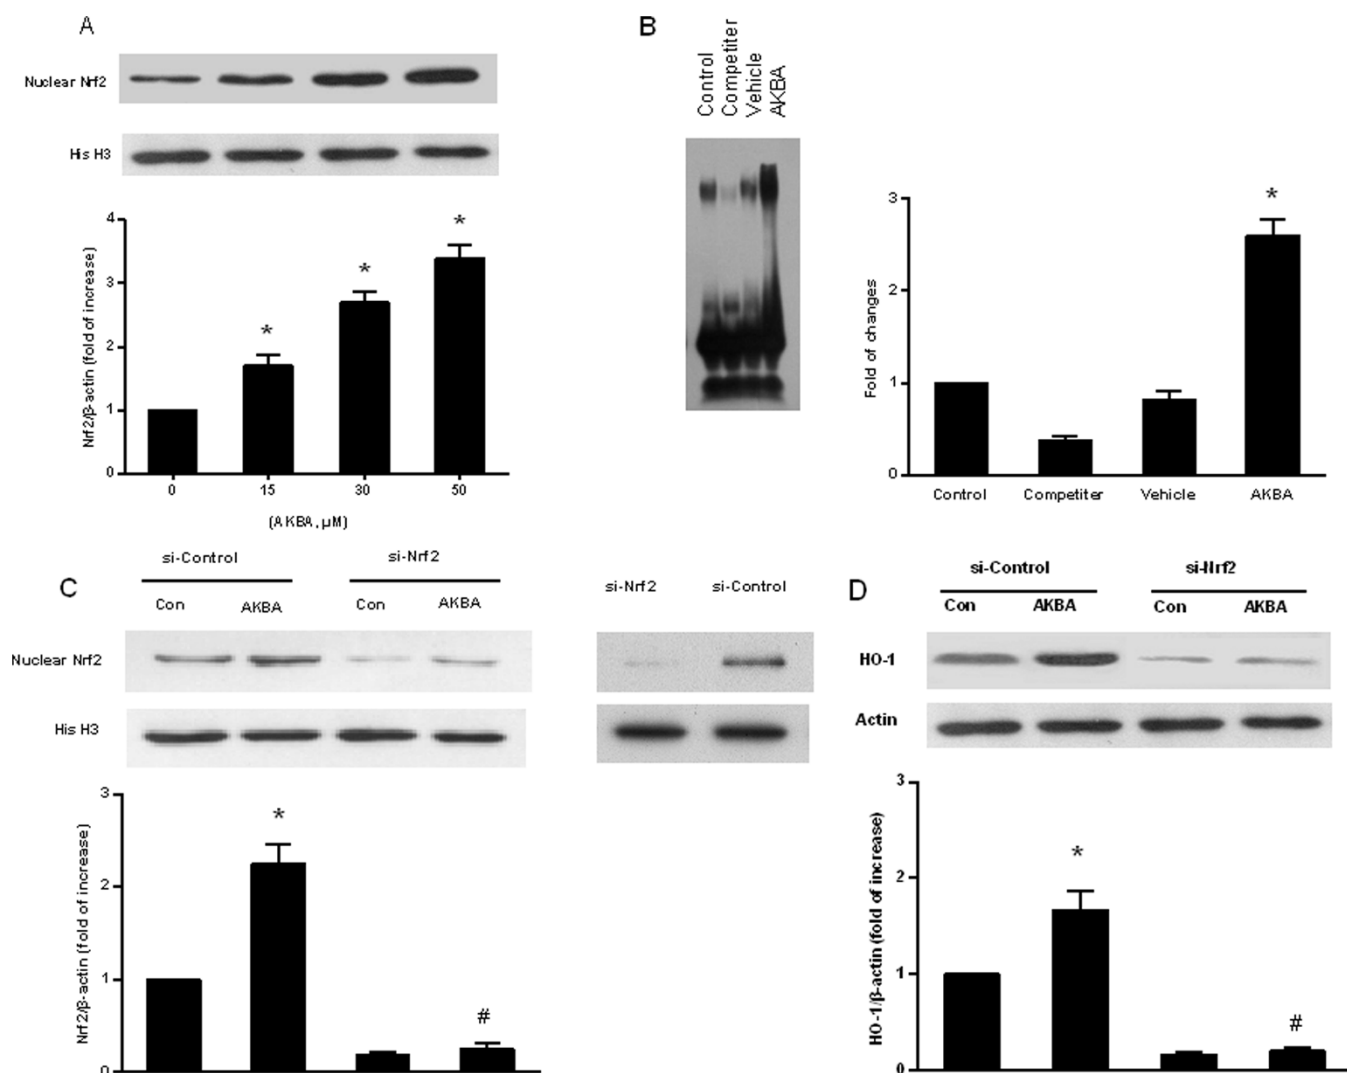 A
Nuclear Nrf2
His H3
Nrf2/β-actin (fold of increase)
4
*
3
*
2
*
1
0
0 15 30 50
(AKBA, µM)
B
Control
Competiter
Vehicle
AKBA
Fold of changes
3
*
2
1
0
Control Competiter Vehicle AKBA
C
si-Control si-Nrf2
Con AKBA Con AKBA
Nuclear Nrf2
His H3
si-Nrf2 si-Control
Nrf2/β-actin (fold of increase)
3
*
2
1
#
0
D
si-Control si-Nrf2
Con AKBA Con AKBA
HO-1
Actin
HO-1/β-actin (fold of increase)
3
*
2
1
#
0